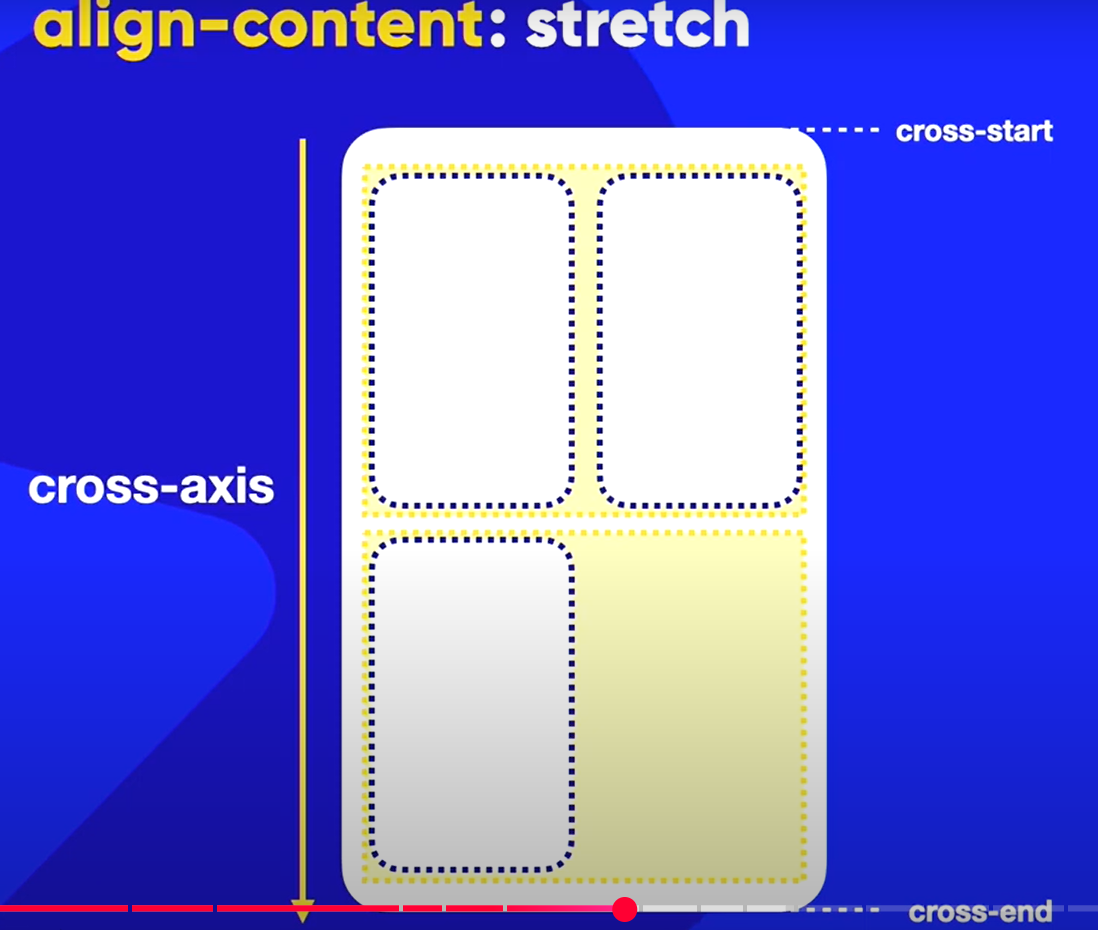 align-content: stretch
cross-start
cross-axis
cross-end